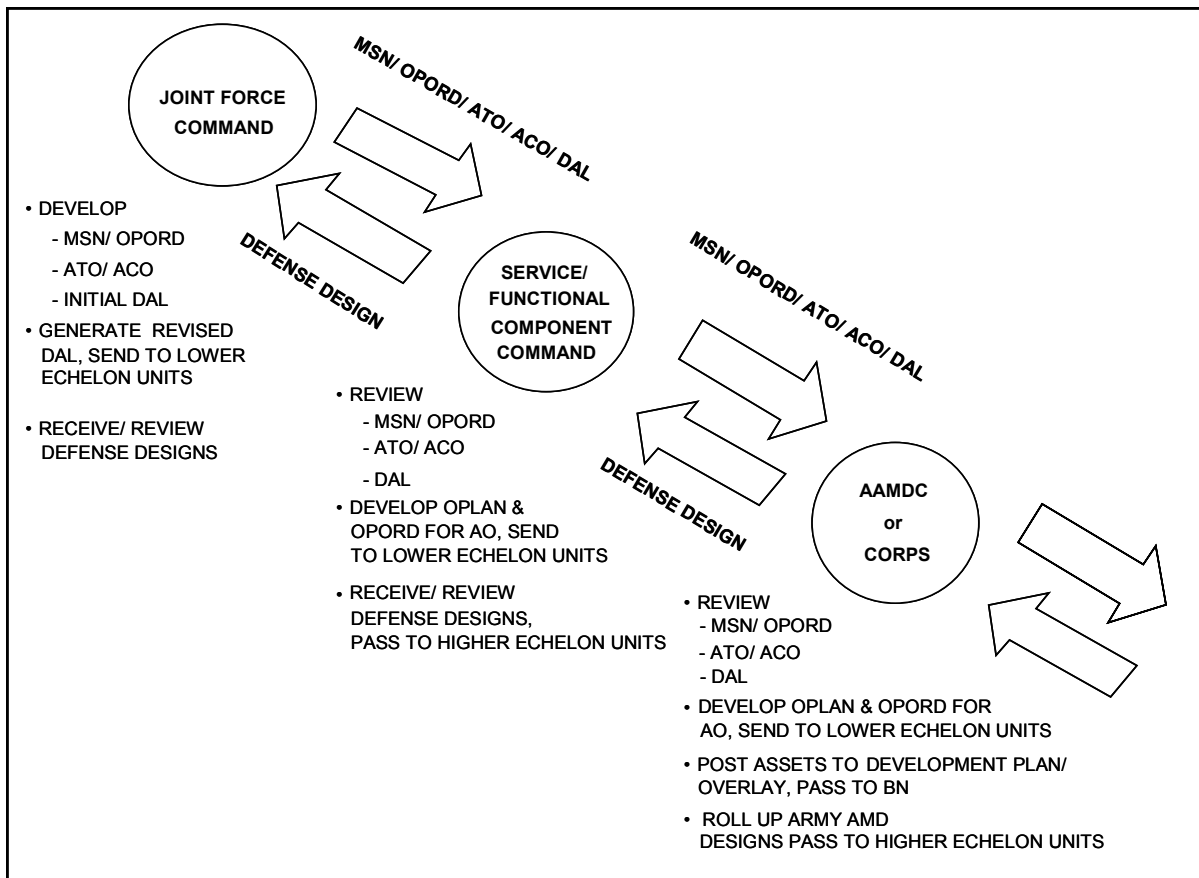 JOINT FORCE
COMMAND
MSN/ OPORD/ ATO/ ACO/ DAL
DEFENSE DESIGN
• DEVELOP
- MSN/ OPORD
- ATO/ ACO
- INITIAL DAL
• GENERATE REVISED
DAL, SEND TO LOWER
ECHELON UNITS
• RECEIVE/ REVIEW
DEFENSE DESIGNS
SERVICE/
FUNCTIONAL
COMPONENT
COMMAND
MSN/ OPORD/ ATO/ ACO/ DAL
DEFENSE DESIGN
• REVIEW
- MSN/ OPORD
- ATO/ ACO
- DAL
• DEVELOP OPLAN &
OPORD FOR AO, SEND
TO LOWER ECHELON UNITS
• RECEIVE/ REVIEW
DEFENSE DESIGNS,
PASS TO HIGHER ECHELON UNITS
AAMDC
or
CORPS
• REVIEW
- MSN/ OPORD
- ATO/ ACO
- DAL
• DEVELOP OPLAN & OPORD FOR
AO, SEND TO LOWER ECHELON UNITS
• POST ASSETS TO DEVELOPMENT PLAN/
OVERLAY, PASS TO BN
• ROLL UP ARMY AMD
DESIGNS PASS TO HIGHER ECHELON UNITS